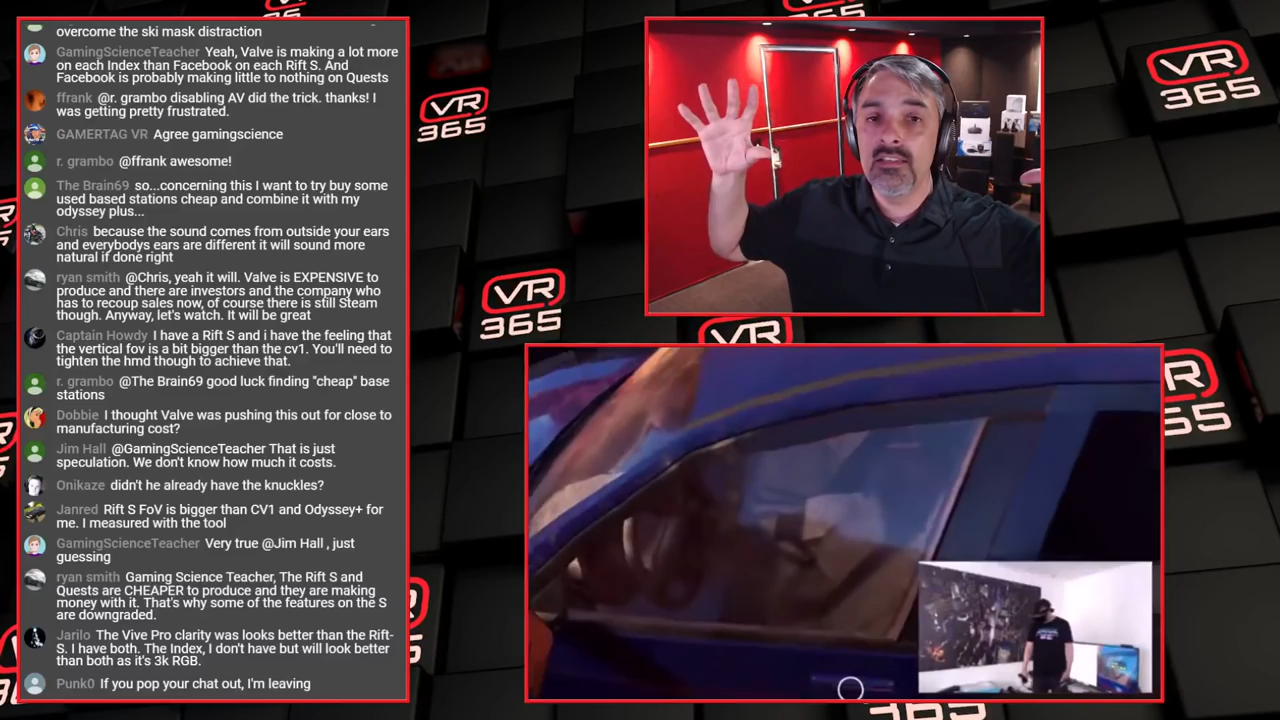 overcome the ski mask distraction
GamingScienceTeacher Yeah, Valve is making a lot more
on each Index than Facebook on each Rift S. And
Facebook is probably making little to nothing on Quests
ffrank @r. grambo disabling AV did the trick. thanks! I
was getting pretty frustrated.
GAMERTAG VR Agree gamingscience
r. grambo @ffrank awesome!
The Brain69 so...concerning this I want to try buy some
used based stations cheap and combine it with my
odyssey plus...
Chris because the sound comes from outside your ears
and everybodys ears are different it will sound more
natural if done right
ryan smith @Chris, yeah it will. Valve is EXPENSIVE to
produce and there are investors and the company who
has to recoup sales now, of course there is still Steam
though. Anyway, let's watch. It will be great
Captain Howdy I have a Rift S and i have the feeling that
the vertical fov is a bit bigger than the cv1. You'll need to
tighten the hmd though to achieve that.
r. grambo @The Brain69 good luck finding "cheap" base
stations
Dobbie I thought Valve was pushing this out for close to
manufacturing cost?
Jim Hall @GamingScienceTeacher That is just
speculation. We don't know how much it costs.
Onikaze didn't he already have the knuckles?
Janred Rift S FoV is bigger than CV1 and Odyssey+ for
me. I measured with the tool
GamingScienceTeacher Very true @Jim Hall , just
guessing
ryan smith Gaming Science Teacher, The Rift S and
Quests are CHEAPER to produce and they are making
money with it. That's why some of the features on the S
are downgraded.
Jarilo The Vive Pro clarity was looks better than the Rift-
S. I have both. The Index, I don't have but will look better
than both as it's 3k RGB.
Punk0 If you pop your chat out, I'm leaving
VR
365
VR
365
VR
365
VR
VR
365